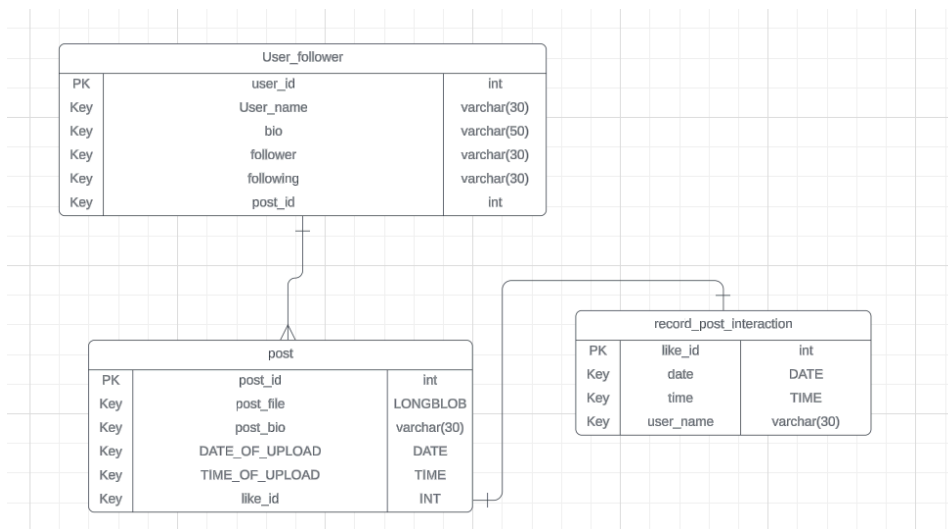 User_follower
PK user_id int
Key User_name varchar(30)
Key bio varchar(50)
Key follower varchar(30)
Key following varchar(30)
Key post_id int
post
PK post_id int
Key post_file LONGBLOB
Key post_bio varchar(30)
Key DATE_OF_UPLOAD DATE
Key TIME_OF_UPLOAD TIME
Key like_id INT
record_post_interaction
PK like_id int
Key date DATE
Key time TIME
Key user_name varchar(30)